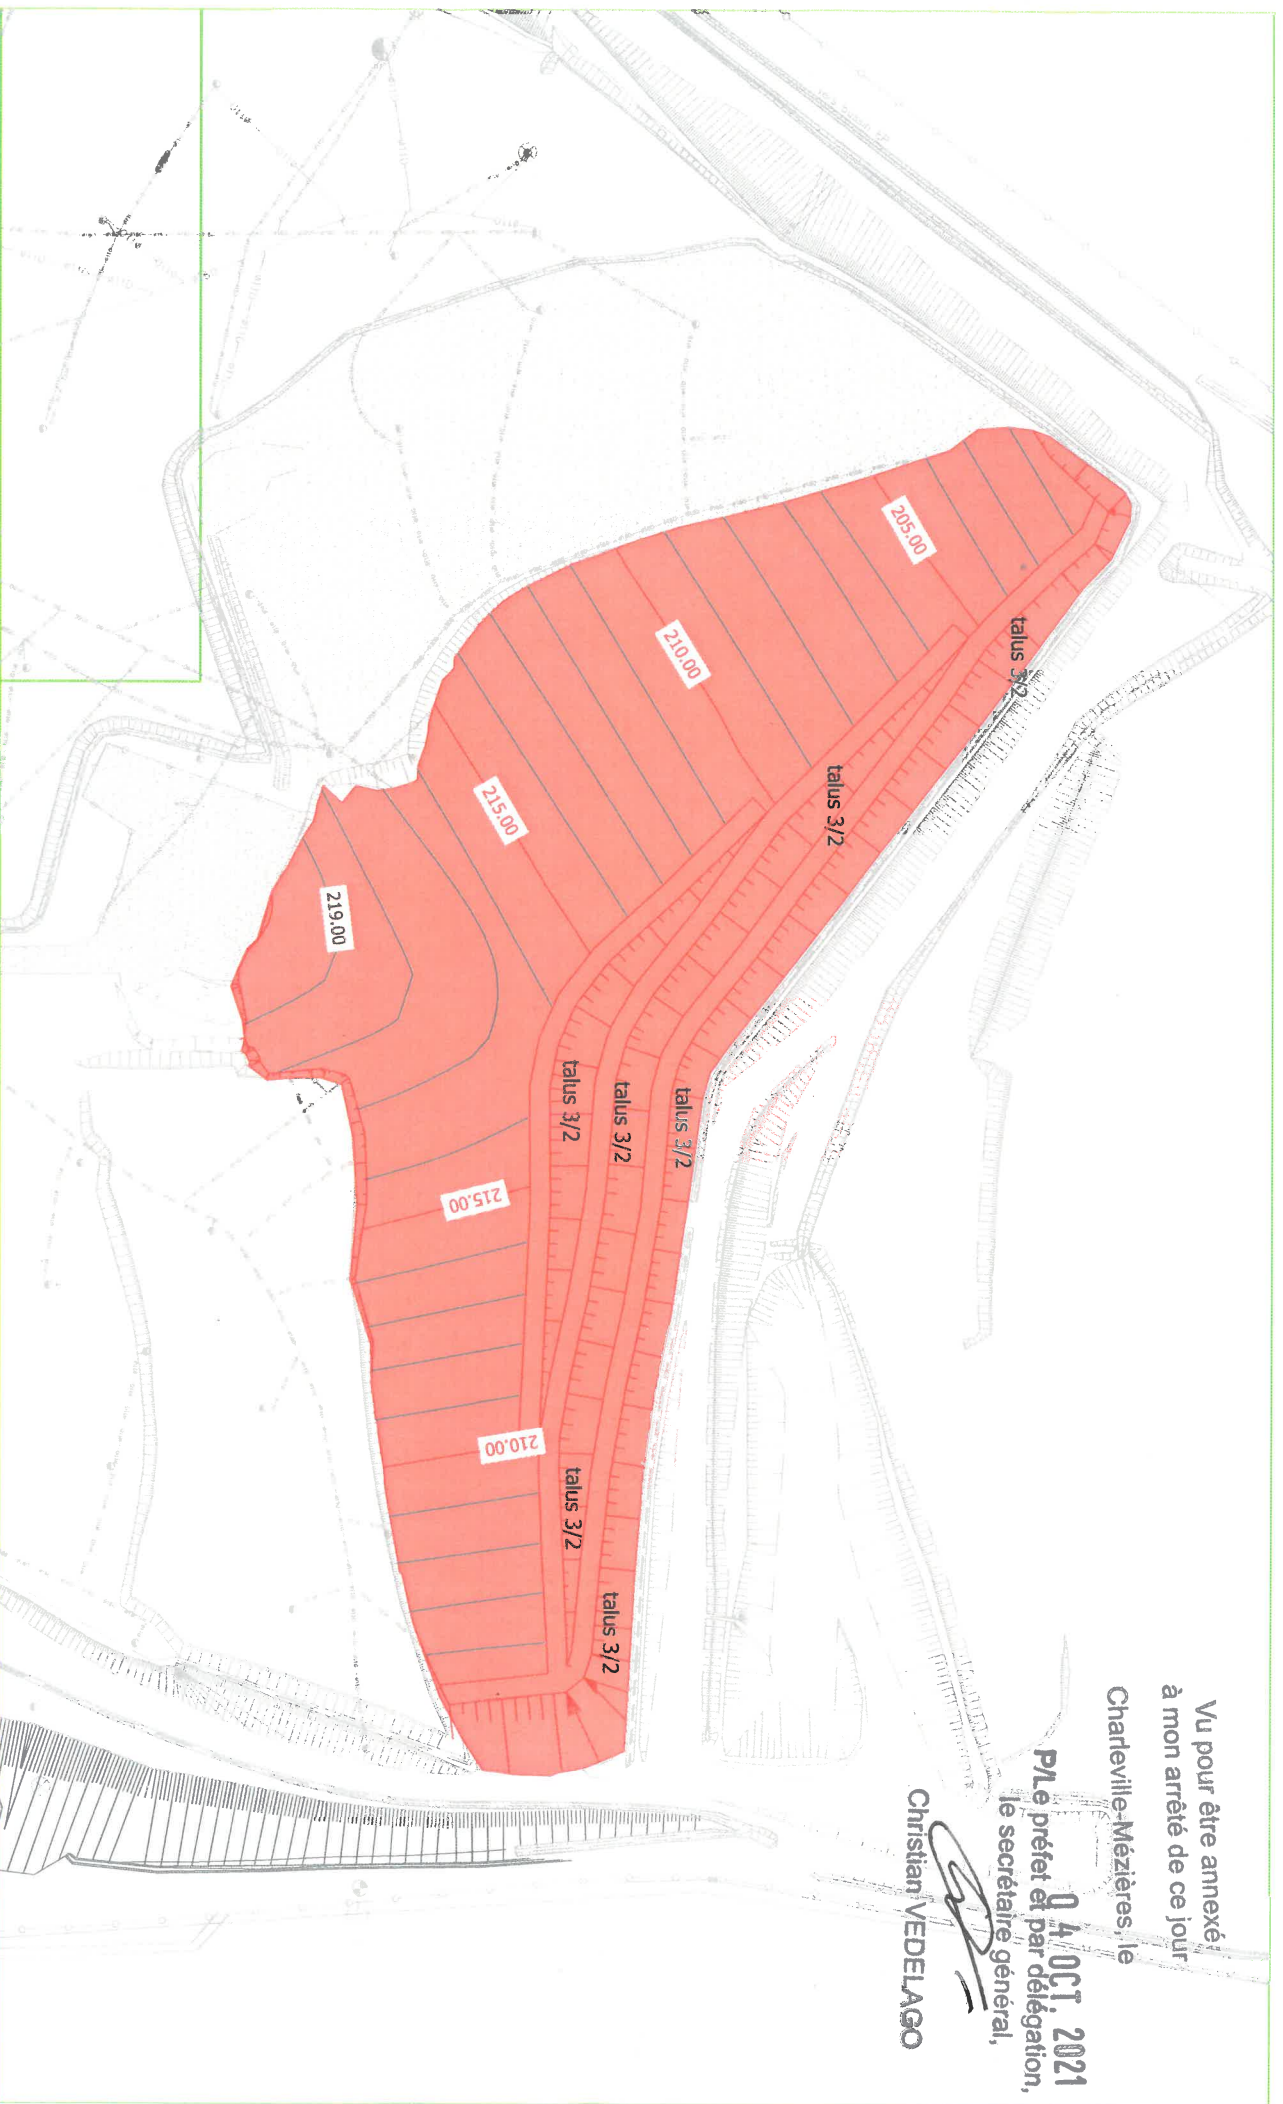 Vu pour être annexé
à mon arrêté de ce jour
Charleville-Mézières, le
0 4 OCT. 2021
P/Le préfet et par délégation,
le secrétaire général,
Christian VEDELAGO
205.00
talus 3/2
210.00
talus 3/2
215.00
219.00
talus 3/2
talus 3/2
talus 3/2
215.00
210.00
talus 3/2
talus 3/2